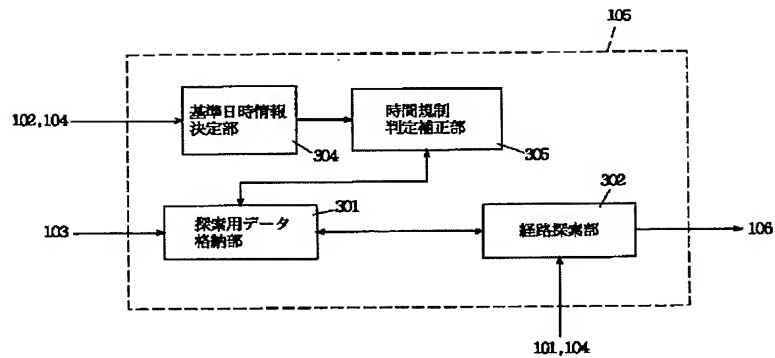 105
基準日時情報
決定部
時間規制
判定補正部
102,104
304
305
301
302
103
探索用データ
格納部
経路探索部
106
101,104